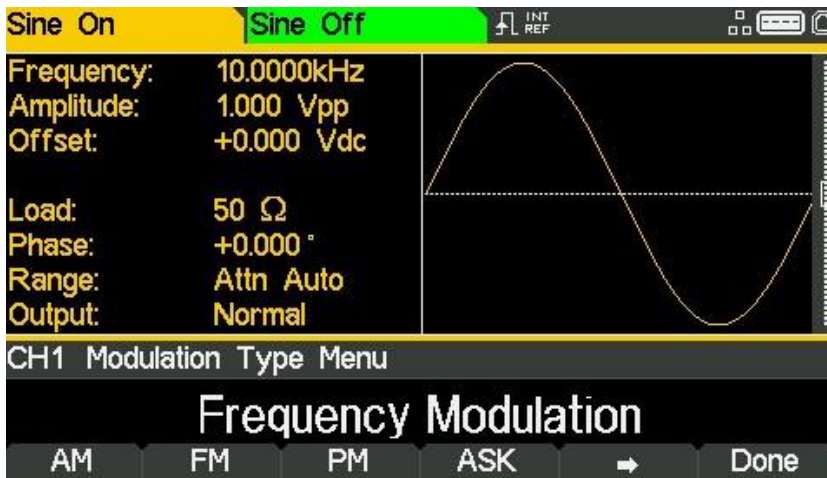 Sine On Sine Off INT
REF
Frequency: 10.0000kHz
Amplitude: 1.000 Vpp
Offset: +0.000 Vdc
Load: 50 Ω
Phase: +0.000 °
Range: Attn Auto
Output: Normal
CH1 Modulation Type Menu
Frequency Modulation
AM FM PM ASK ➡ Done